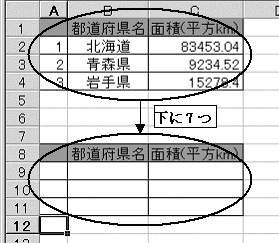 A B C
1 都道府県名 面積(平方km)
2 1 北海道 83453.04
3 2 青森県 9234.52
4 3 岩手県 15278.4
5
6 下に７つ
7
8 都道府県名 面積(平方km)
9
10
11
12
13